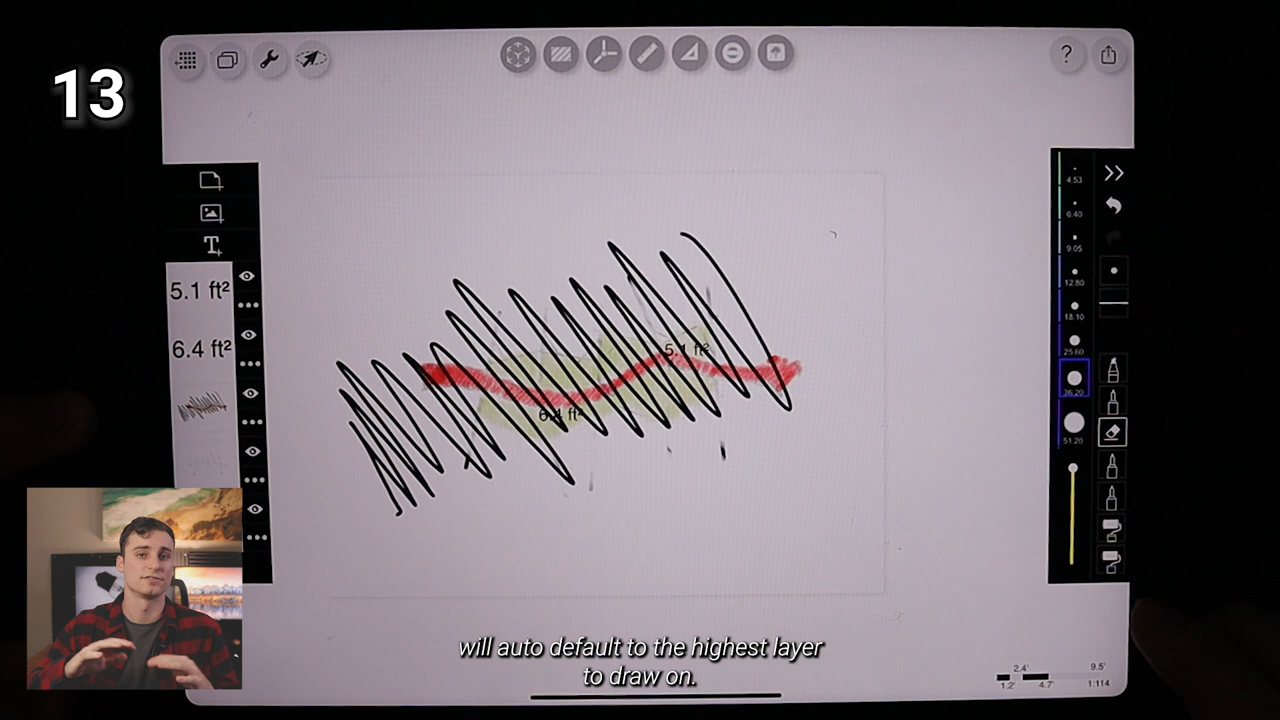 13
?
T
5.1 ft²
6.4 ft²
5.1 ft²
6.4 ft²
4.53
6.40
9.05
12.80
18.10
25.60
36.20
51.20
will auto default to the highest layer
to draw on.
2.4'
9.5'
1.2'
4.7'
1:114